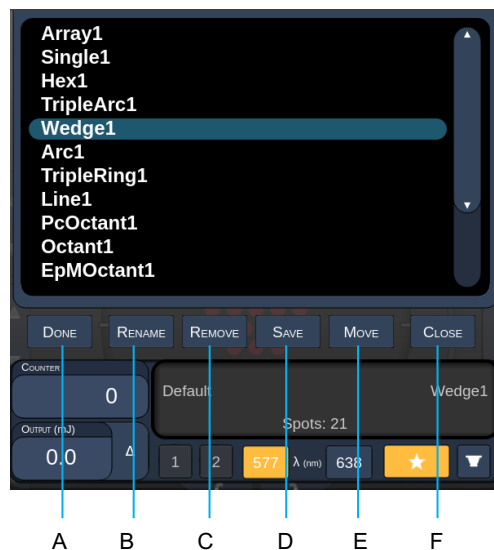 Array1
Single1
Hex1
TripleArc1
Wedge1
Arc1
TripleRing1
Line1
PcOctant1
Octant1
EpMOctant1
DONE RENAME REMOVE SAVE MOVE CLOSE
COUNTER
0
Default Wedge1
Spots: 21
OUTPUT (mJ)
0.0 Δ
1 2 577 λ (nm) 638
A B C D E F